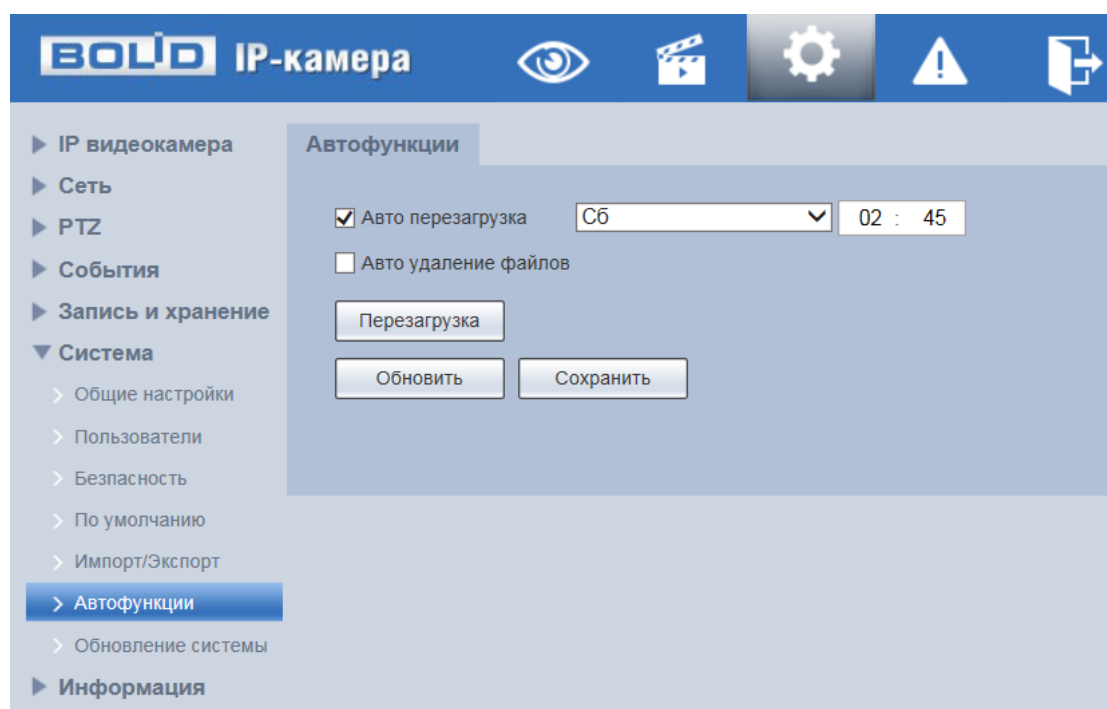 BOLID IP-камера
IP видеокамера
Сеть
PTZ
События
Запись и хранение
Система
Общие настройки
Пользователи
Безпасность
По умолчанию
Импорт/Экспорт
Автофункции
Обновление системы
Информация
Автофункции
Авто перезагрузка Сб 02 : 45
Авто удаление файлов
Перезагрузка
Обновить Сохранить